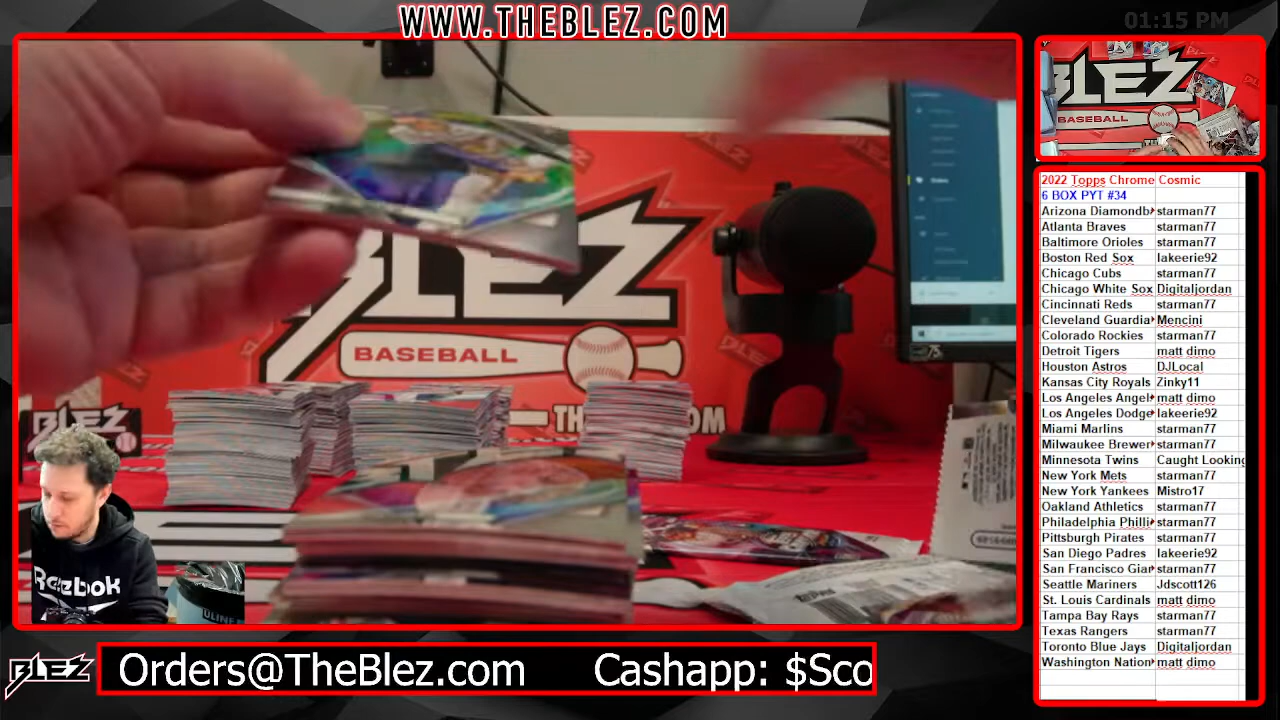 WWW.THEBLEZ.COM
01:15 PM
BLEZ
BASEBALL
BLEZ
BASEBALL
BLEZ
Reebok
ULINE
2022 Topps Chrome Cosmic
6 BOX PYT #34
Arizona Diamondb starman77
Atlanta Braves starman77
Baltimore Orioles starman77
Boston Red Sox lakeerie92
Chicago Cubs starman77
Chicago White Sox Digitaljordan
Cincinnati Reds starman77
Cleveland Guardia Mencini
Colorado Rockies starman77
Detroit Tigers matt dimo
Houston Astros DJLocal
Kansas City Royals Zinky11
Los Angeles Angel matt dimo
Los Angeles Dodge lakeerie92
Miami Marlins starman77
Milwaukee Brewer starman77
Minnesota Twins Caught Looking
New York Mets starman77
New York Yankees Mistro17
Oakland Athletics starman77
Philadelphia Philli starman77
Pittsburgh Pirates starman77
San Diego Padres lakeerie92
San Francisco Gian starman77
Seattle Mariners Jdscott126
St. Louis Cardinals matt dimo
Tampa Bay Rays starman77
Texas Rangers starman77
Toronto Blue Jays Digitaljordan
Washington Nation matt dimo
BLEZ
Orders@TheBlez.com Cashapp: $Sco